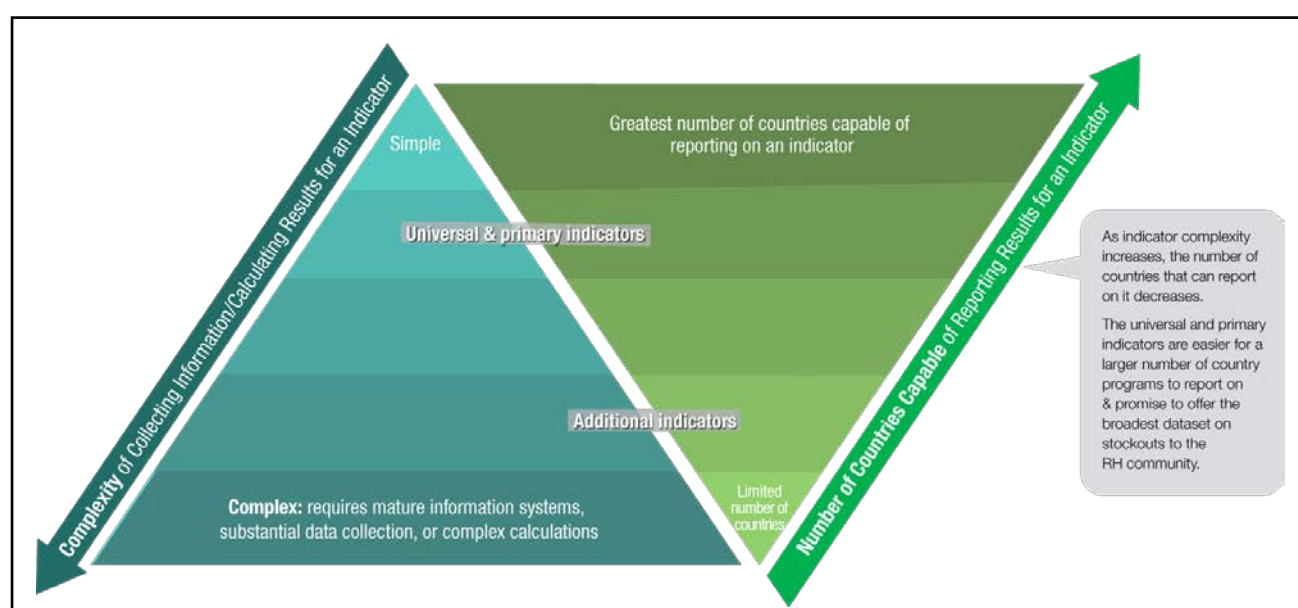 Complexity of Collecting Information/Calculating Results for an Indicator
Simple
Greatest number of countries capable of
reporting on an indicator
Universal & primary indicators
Additional indicators
Complex: requires mature information systems,
substantial data collection, or complex calculations
Limited
number of
countries
Number of Countries Capable of Reporting Results for an Indicator
As indicator complexity
increases, the number of
countries that can report
on it decreases.
The universal and primary
indicators are easier for a
larger number of country
programs to report on
& promise to offer the
broadest dataset on
stockouts to the
RH community.